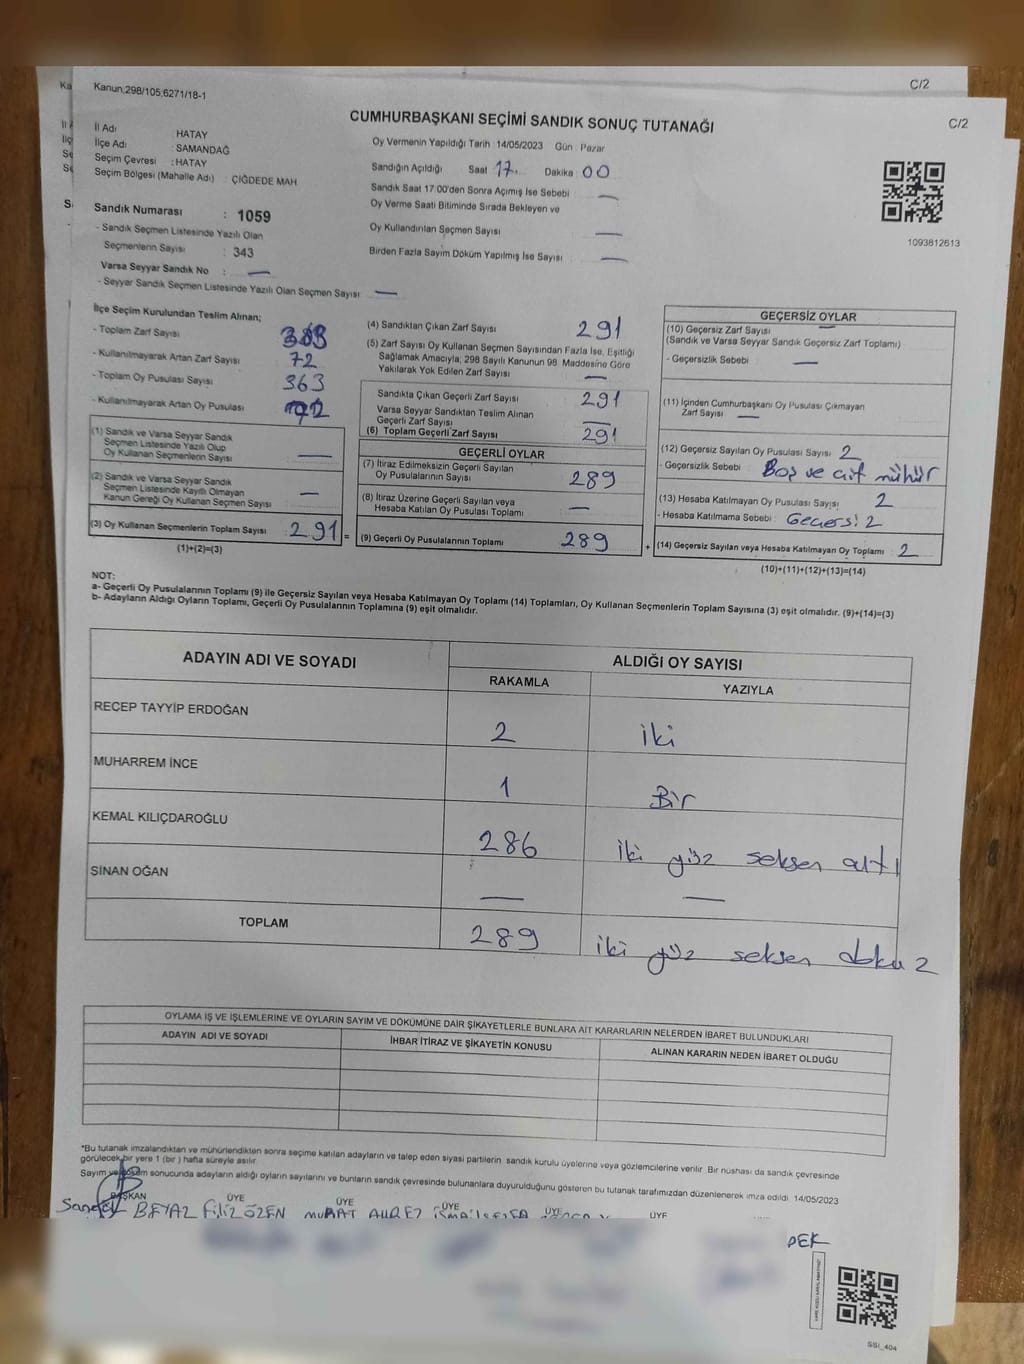 C/2
Kanun;298/105,6271/18-1
CUMHURBAŞKANI SEÇİMİ SANDIK SONUÇ TUTANAĞI
C/2
İl Adı HATAY
İlçe Adı : SAMANDAĞ
Seçim Çevresi : HATAY
Seçim Bölgesi (Mahalle Adı) : ÇİĞDEDE MAH
Sandık Numarası : 1059
- Sandık Seçmen Listesinde Yazılı Olan
Seçmenlerin Sayısı : 343
Varsa Seyyar Sandık No : —
- Seyyar Sandık Seçmen Listesinde Yazılı Olan Seçmen Sayısı —
Oy Vermenin Yapıldığı Tarih : 14/05/2023 Gün : Pazar
Sandığın Açıldığı Saat 17. Dakika : 00
Sandık Saat 17:00'den Sonra Açımış İse Sebebi : —
Oy Verme Saati Bitiminde Sırada Bekleyen ve
Oy Kullandırılan Seçmen Sayısı —
Birden Fazla Sayım Döküm Yapılmış İse Sayısı : —
1093812613
İlçe Seçim Kurulundan Teslim Alınan;
- Toplam Zarf Sayısı
- Kullanılmayarak Artan Zarf Sayısı : 72
- Toplam Oy Pusulası Sayısı : 363
- Kullanılmayarak Artan Oy Pusulası
(1) Sandık ve Varsa Seyyar Sandık
Seçmen Listesinde Yazılı Olup
Oy Kullanan Seçmenlerin Sayısı : —
(2) Sandık ve Varsa Seyyar Sandık
Seçmen Listesinde Kayıtlı Olmayan
Kanun Gereği Oy Kullanan Seçmen Sayısı : —
(3) Oy Kullanan Seçmenlerin Toplam Sayısı : 291 =
(1)+(2)=(3)
(4) Sandıktan Çıkan Zarf Sayısı : 291
(5) Zarf Sayısı Oy Kullanan Seçmen Sayısından Fazla İse, Eşitliği
Sağlamak Amacıyla, 298 Sayılı Kanunun 98. Maddesine Göre
Yakılarak Yok Edilen Zarf Sayısı : —
Sandıkta Çıkan Geçerli Zarf Sayısı : 291
Varsa Seyyar Sandıktan Teslim Alınan
Geçerli Zarf Sayısı : —
(6) Toplam Geçerli Zarf Sayısı : 291
GEÇERLİ OYLAR
(7) İtiraz Edilmeksizin Geçerli Sayılan
Oy Pusulalarının Sayısı : 289
(8) İtiraz Üzerine Geçerli Sayılan veya
Hesaba Katılan Oy Pusulası Toplamı : —
(9) Geçerli Oy Pusulalarının Toplamı : 289 +
GEÇERSİZ OYLAR
(10) Geçersiz Zarf Sayısı : —
(Sandık ve Varsa Seyyar Sandık Geçersiz Zarf Toplamı)
- Geçersizlik Sebebi : —
(11) İçinden Cumhurbaşkanı Oy Pusulası Çıkmayan
Zarf Sayısı : —
(12) Geçersiz Sayılan Oy Pusulası Sayısı : 2
- Geçersizlik Sebebi : Boş ve çift mühür
(13) Hesaba Katılmayan Oy Pusulası Sayısı : 2
- Hesaba Katılmama Sebebi : Geçersiz
(14) Geçersiz Sayılan veya Hesaba Katılmayan Oy Toplamı : 2
(10)+(11)+(12)+(13)=(14)
NOT:
a- Geçerli Oy Pusulalarının Toplamı (9) ile Geçersiz Sayılan veya Hesaba Katılmayan Oy Toplamı (14) Toplamları, Oy Kullanan Seçmenlerin Toplam Sayısına (3) eşit olmalıdır. (9)+(14)=(3)
b- Adayların Aldığı Oyların Toplamı, Geçerli Oy Pusulalarının Toplamına (9) eşit olmalıdır.
ADAYIN ADI VE SOYADI ALDIĞI OY SAYISI
RAKAMLA YAZIYLA
RECEP TAYYİP ERDOĞAN 2 iki
MUHARREM İNCE 1 Bir
KEMAL KILIÇDAROĞLU 286 iki yüz seksen altı
SİNAN OĞAN — —
TOPLAM 289 iki yüz seksen dokuz
OYLAMA İŞ VE İŞLEMLERİNE VE OYLARIN SAYIM VE DÖKÜMÜNE DAİR ŞİKAYETLERLE BUNLARA AİT KARARLARIN NELERDEN İBARET BULUNDUKLARI
ADAYIN ADI VE SOYADI İHBAR İTİRAZ VE ŞİKAYETİN KONUSU ALINAN KARARIN NEDEN İBARET OLDUĞU
*Bu tutanak imzalandıktan ve mühürlendikten sonra seçime katılan adayların ve talep eden siyasi partilerin sandık kurulu üyelerine veya gözlemcilerine verilir. Bir nüshası da sandık çevresinde
görülecek bir yere 1 (bir ) hafta süreyle asılır.
Sayım ve döküm sonucunda adayların aldığı oyların sayılarını ve bunların sandık çevresinde bulunanlara duyurulduğunu gösteren bu tutanak tarafımızdan düzenlenerek imza edildi. 14/05/2023
BAŞKAN ÜYE ÜYE ÜYE ÜYE ÜYE
BEYAZ FiLiZ ÖZEN MURAT
PEK
SSI_404